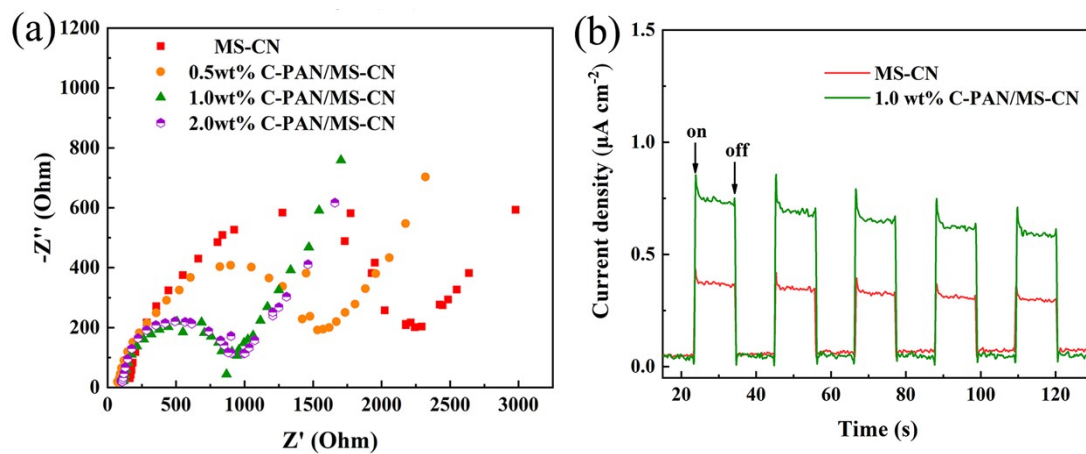 (a)
1200
1000
800
600
400
200
0
-Z'' (Ohm)
MS-CN
0.5wt% C-PAN/MS-CN
1.0wt% C-PAN/MS-CN
2.0wt% C-PAN/MS-CN
0 500 1000 1500 2000 2500 3000
Z' (Ohm)
(b)
1.5
1.0
0.5
0.0
Current density (μA cm⁻²)
MS-CN
1.0 wt% C-PAN/MS-CN
on
off
20 40 60 80 100 120
Time (s)